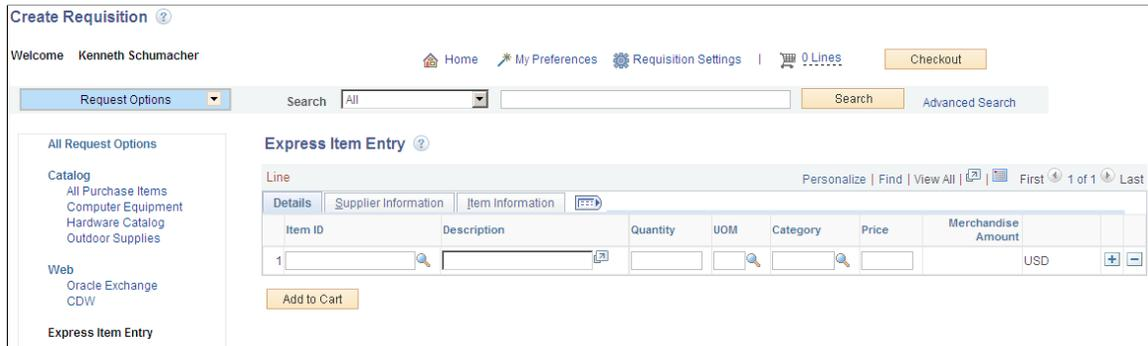 Create Requisition
Welcome Kenneth Schumacher
Home My Preferences Requisition Settings | 0 Lines Checkout
Request Options Search All Search Advanced Search
All Request Options
Catalog
All Purchase Items
Computer Equipment
Hardware Catalog
Outdoor Supplies
Web
Oracle Exchange
CDW
Express Item Entry
Express Item Entry
Line Personalize | Find | View All | | First 1 of 1 Last
Details Supplier Information Item Information
Item ID Description Quantity UOM Category Price Merchandise Amount
1 USD
Add to Cart